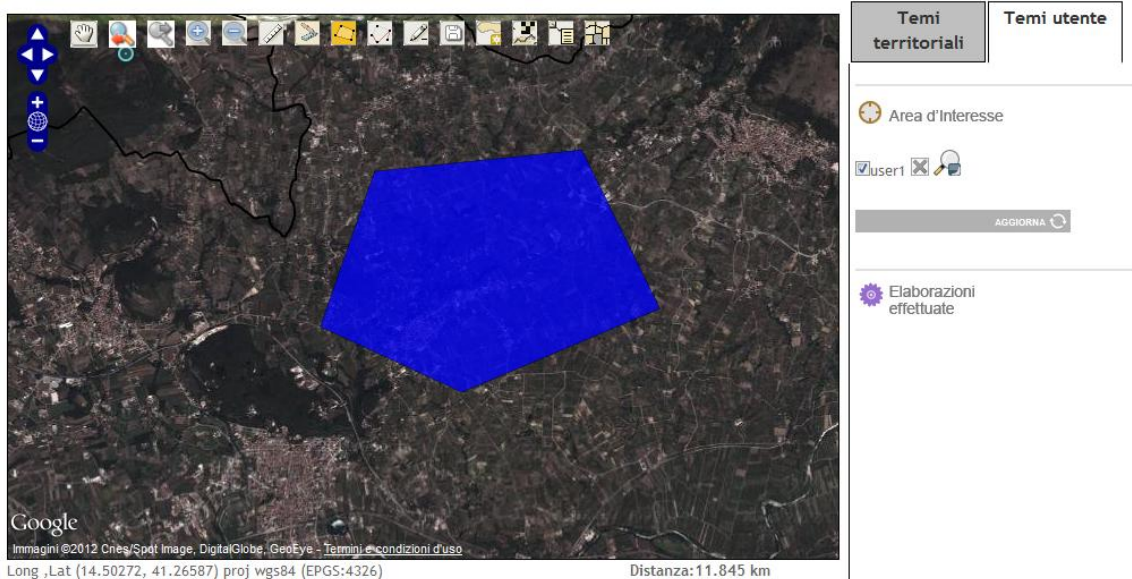 Temi
territoriali
Temi utente
Area d'Interesse
user1
AGGIORNA
Elaborazioni
effettuate
Google
Immagini ©2012 Cnes/Spot Image, DigitalGlobe, GeoEye - Termini e condizioni d'uso
Long ,Lat (14.50272, 41.26587) proj wgs84 (EPGS:4326)
Distanza:11.845 km